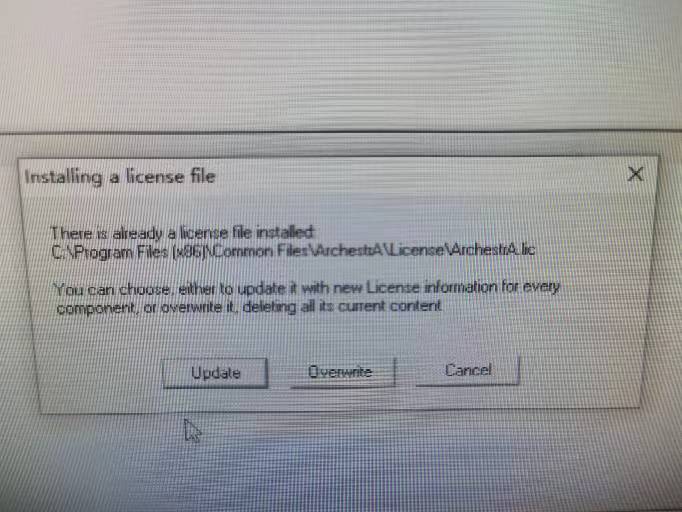 Installing a license file
There is already a license file installed:
C:\Program Files (x86)\Common Files\ArchestrA\License\ArchestrA.lic
You can choose, either to update it with new License information for every
component, or overwrite it, deleting all its current content
Update Overwrite Cancel